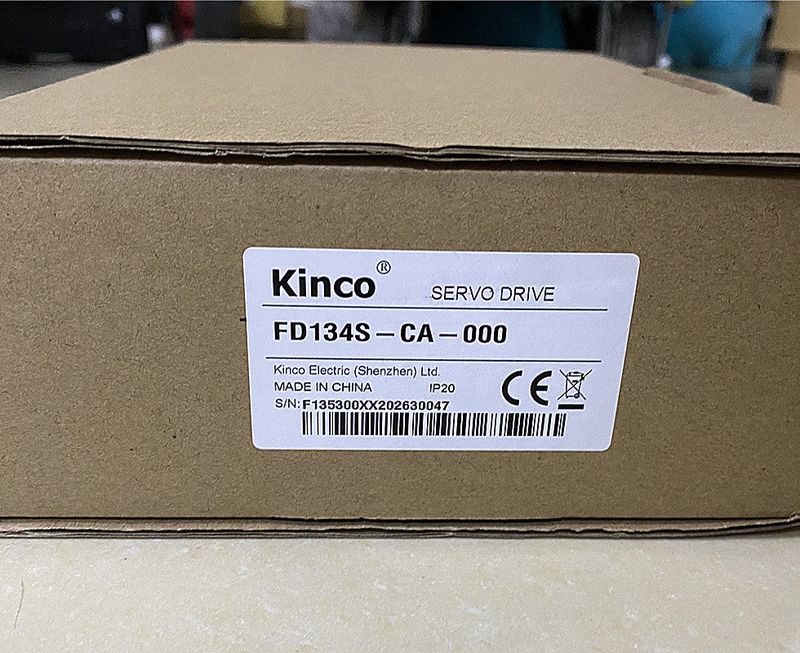 Kinco®
SERVO DRIVE
FD134S-CA-000
Kinco Electric (Shenzhen) Ltd.
MADE IN CHINA IP20
S/N: F135300XX202630047
CE